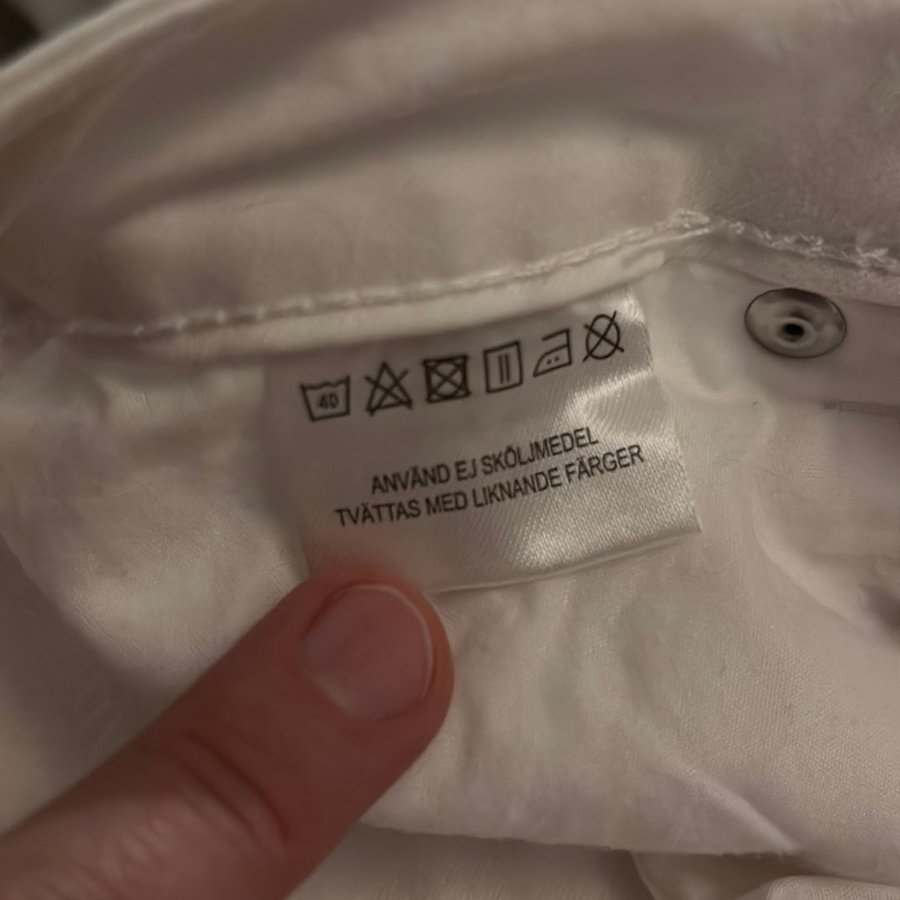 40
ANVÄND EJ SKÖLJMEDEL
TVÄTTAS MED LIKNANDE FÄRGER